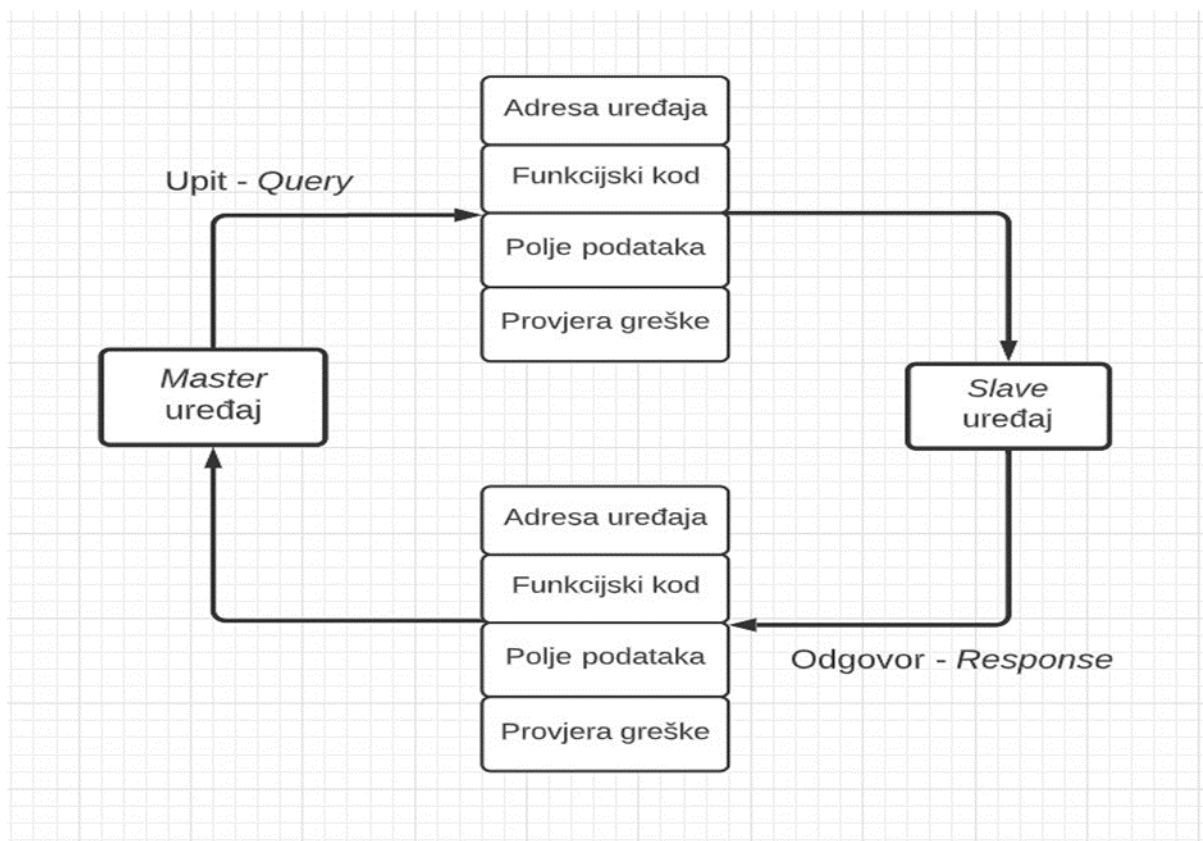 Adresa uređaja
Upit - Query
Funkcijski kod
Polje podataka
Provjera greške
Master
uređaj
Slave
uređaj
Adresa uređaja
Funkcijski kod
Polje podataka
Odgovor - Response
Provjera greške